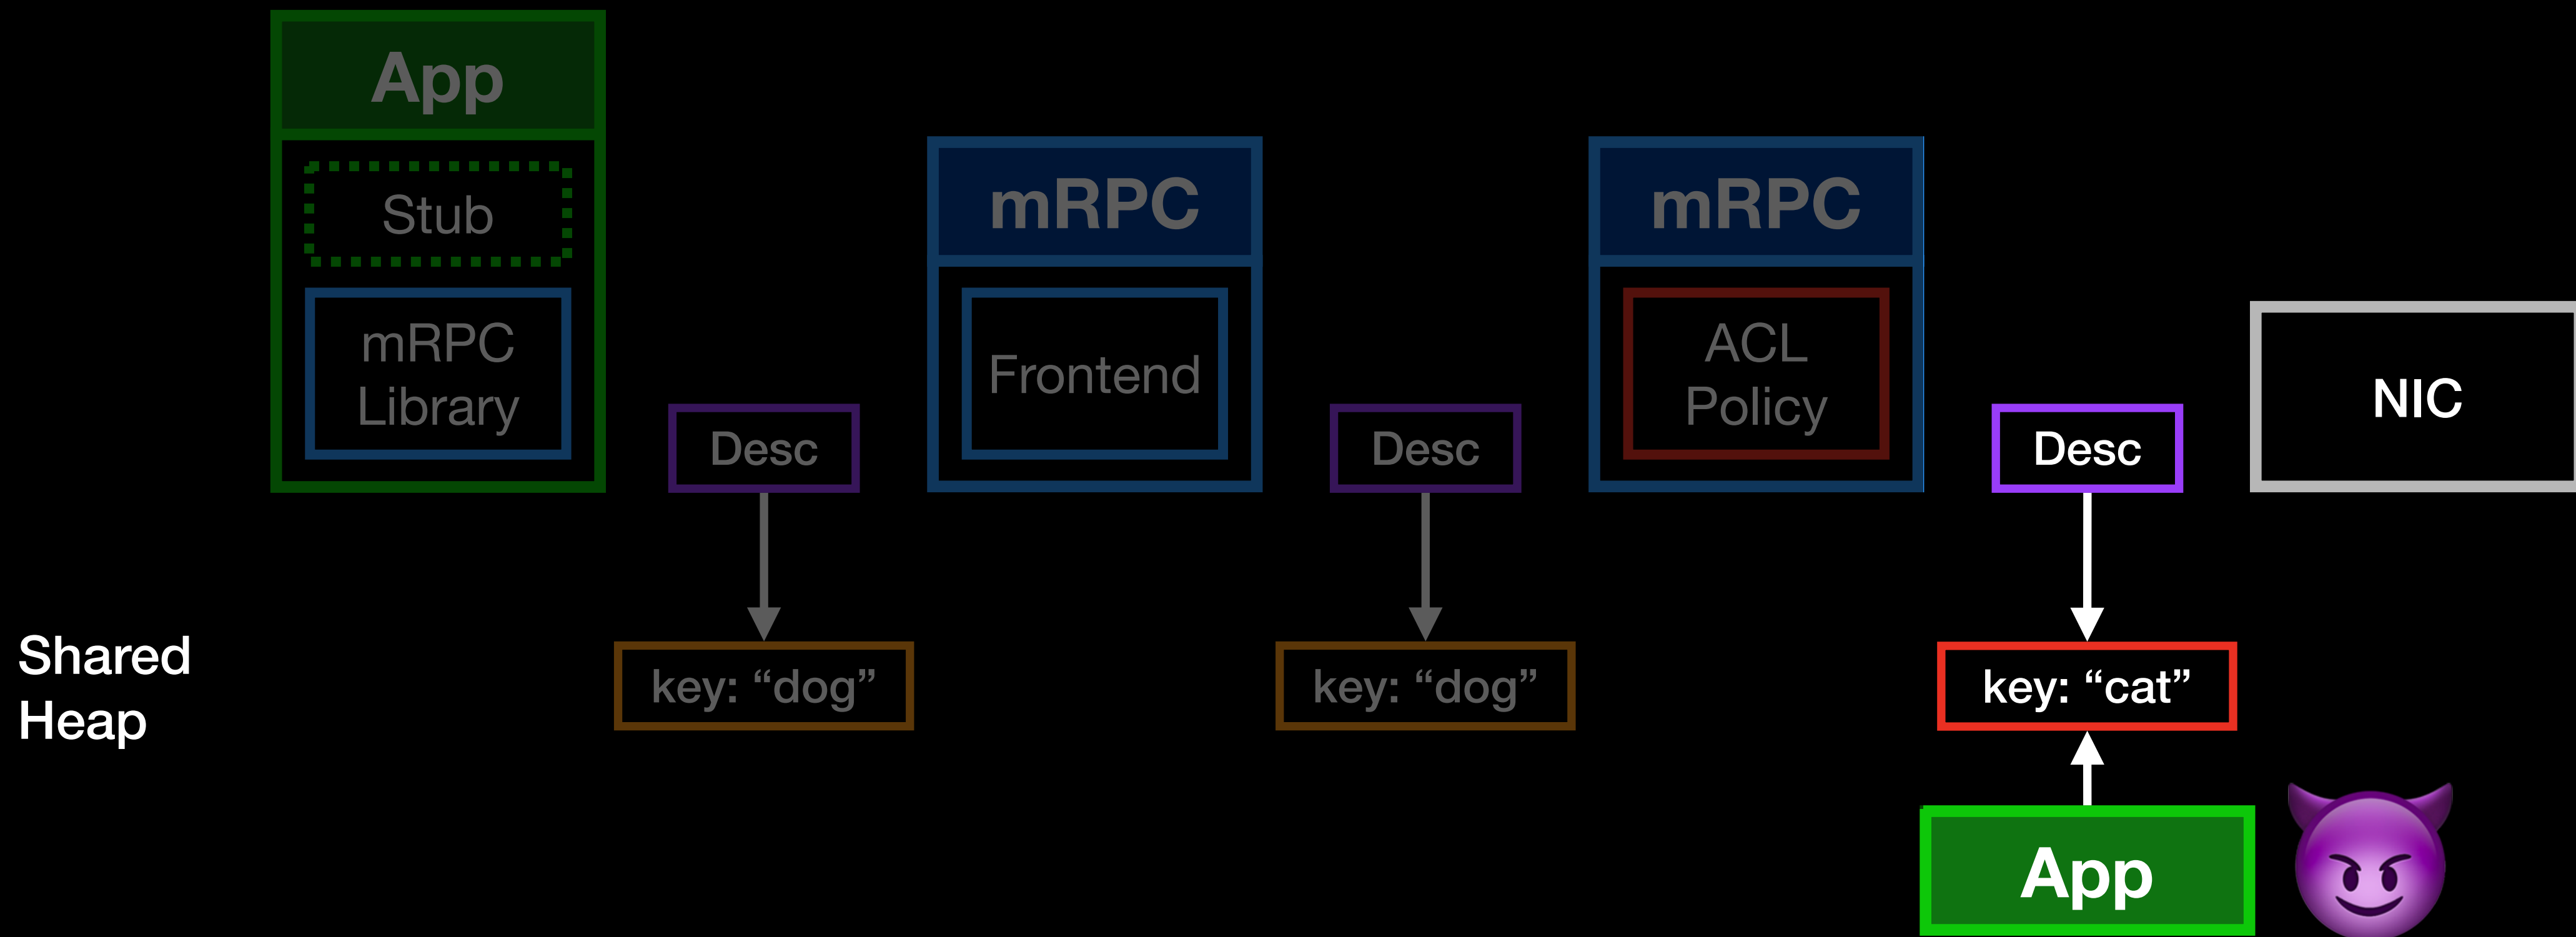 App
Stub
mRPC
Library
Desc
mRPC
Frontend
Desc
mRPC
ACL
Policy
Desc
NIC
Shared
Heap
key: “dog”
key: “dog”
key: “cat”
App